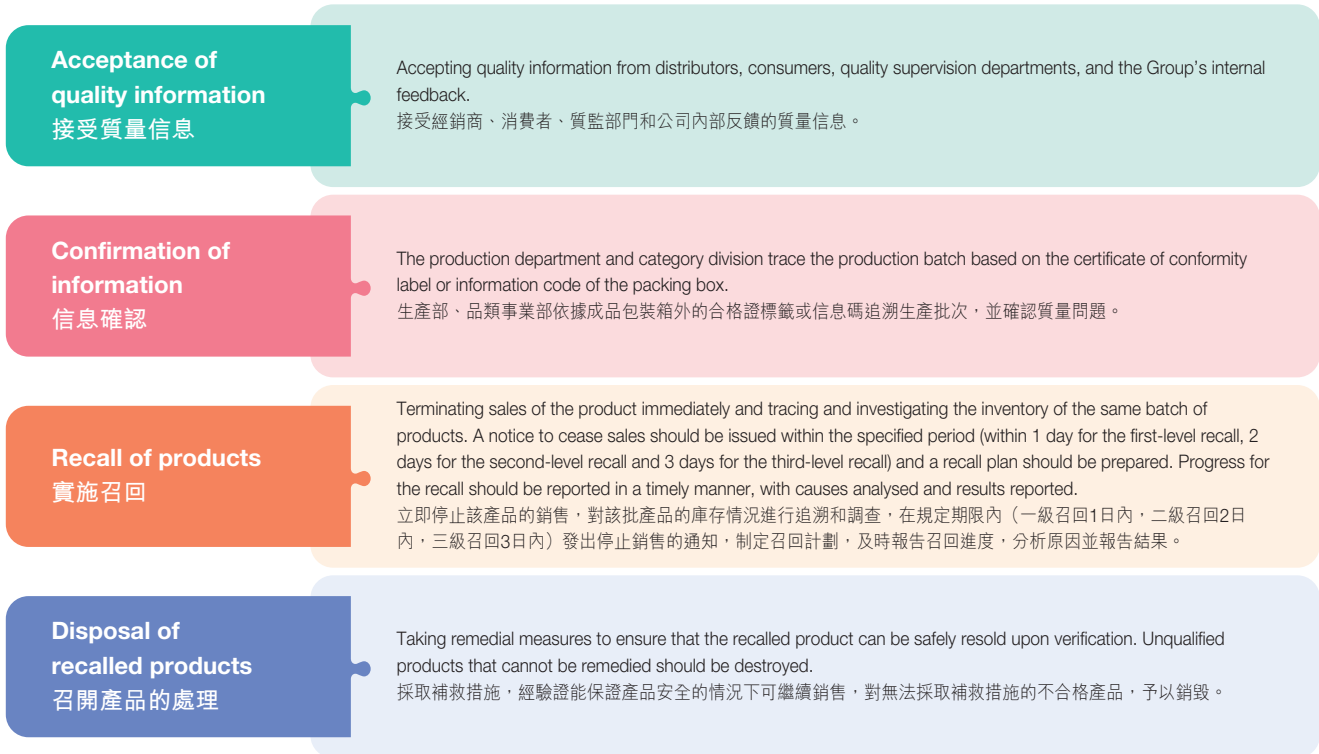 Acceptance of
quality information
接受質量信息
Accepting quality information from distributors, consumers, quality supervision departments, and the Group's internal
feedback.
接受經銷商、消費者、質監部門和公司內部反饋的質量信息。
Confirmation of
information
信息確認
The production department and category division trace the production batch based on the certificate of conformity
label or information code of the packing box.
生產部、品類事業部依據成品包裝箱外的合格證標籤或信息碼追溯生產批次，並確認質量問題。
Recall of products
實施召回
Terminating sales of the product immediately and tracing and investigating the inventory of the same batch of
products. A notice to cease sales should be issued within the specified period (within 1 day for the first-level recall, 2
days for the second-level recall and 3 days for the third-level recall) and a recall plan should be prepared. Progress for
the recall should be reported in a timely manner, with causes analysed and results reported.
立即停止該產品的銷售，對該批產品的庫存情況進行追溯和調查，在規定期限內（一級召回1日內，二級召回2日
內，三級召回3日內）發出停止銷售的通知，制定召回計劃，及時報告召回進度，分析原因並報告結果。
Disposal of
recalled products
召開產品的處理
Taking remedial measures to ensure that the recalled product can be safely resold upon verification. Unqualified
products that cannot be remedied should be destroyed.
採取補救措施，經驗證能保證產品安全的情況下可繼續銷售，對無法採取補救措施的不合格產品，予以銷毀。